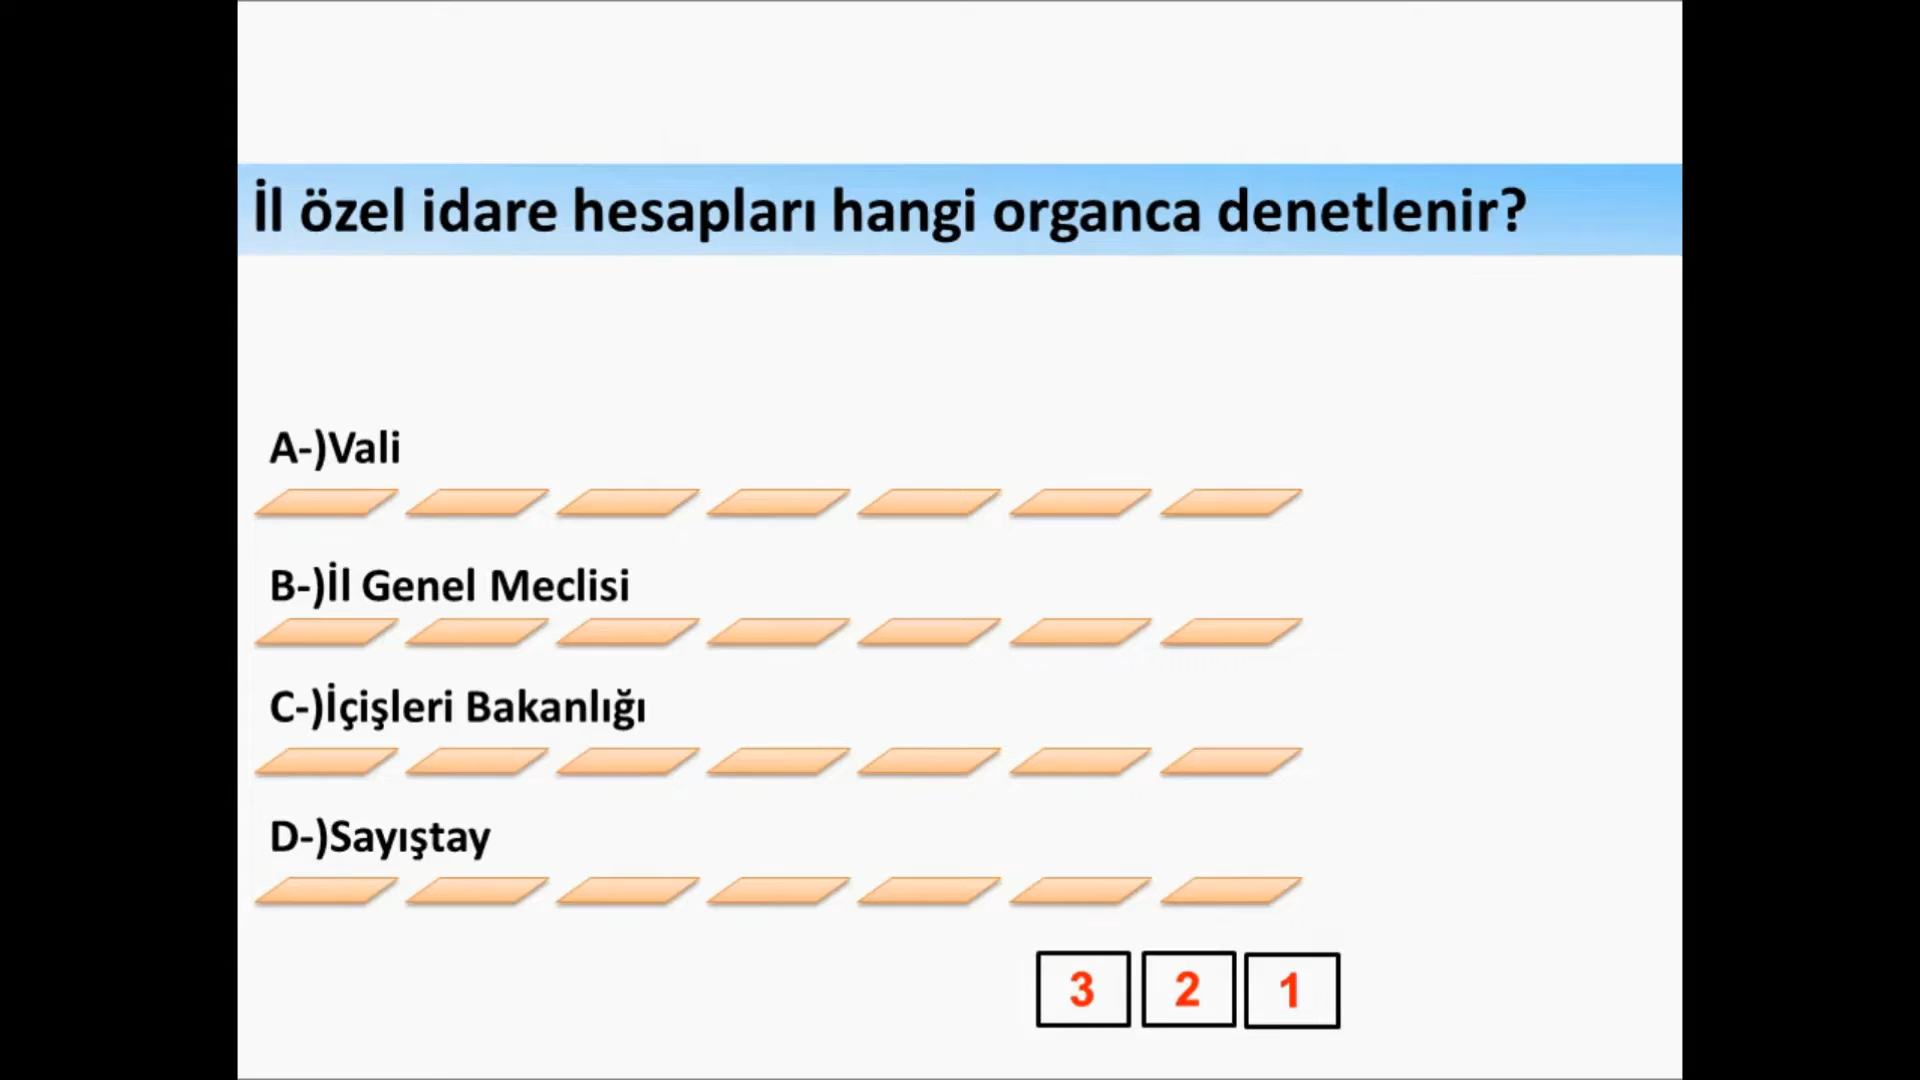 İl özel idare hesapları hangi organca denetlenir?
A-)Vali
B-)İl Genel Meclisi
C-)İçişleri Bakanlığı
D-)Sayıştay
3 2 1